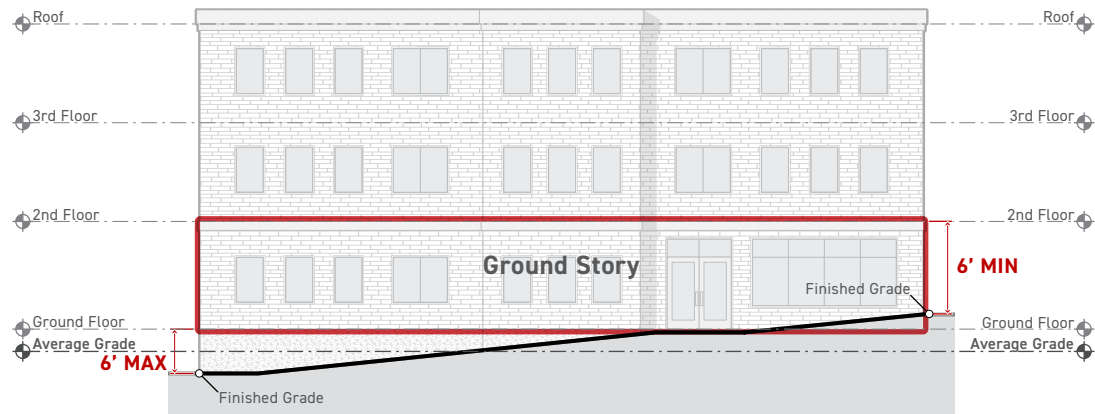 Roof
Roof
3rd Floor
3rd Floor
2nd Floor
2nd Floor
Ground Story
6’ MIN
Finished Grade
Ground Floor
Ground Floor
Average Grade
Average Grade
6’ MAX
Finished Grade